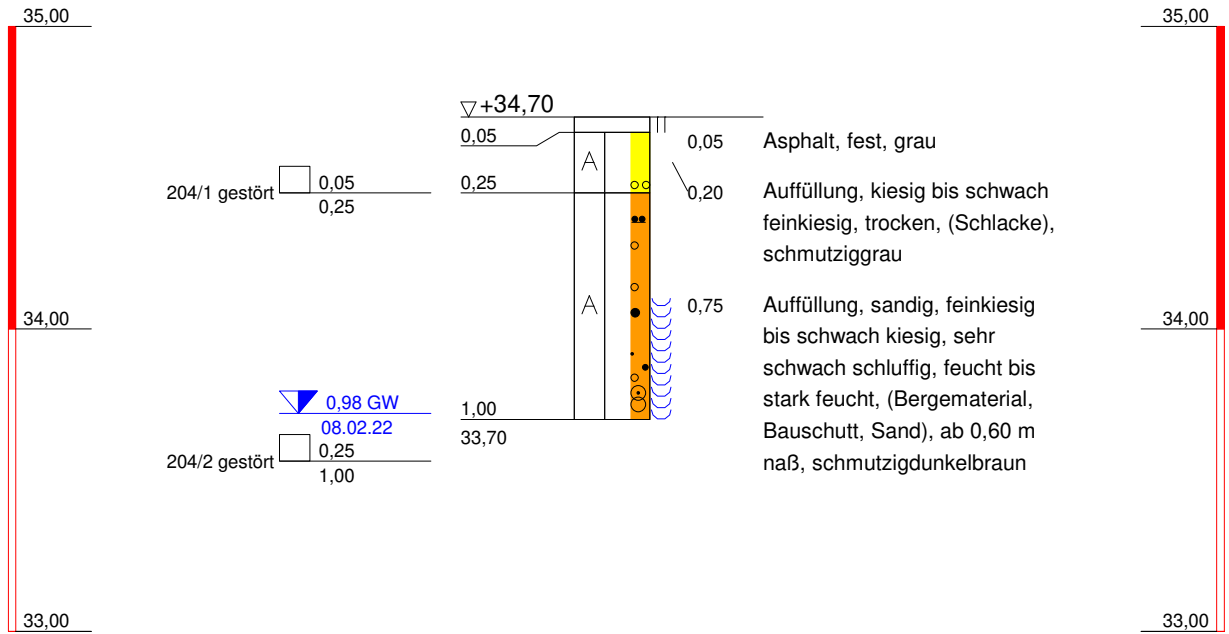 35,00
35,00
+34,70
0,05
0,05
Asphalt, fest, grau
A
204/1 gestört
0,05
0,25
0,25
0,20
Auffüllung, kiesig bis schwach
feinkiesig, trocken, (Schlacke),
schmutziggrau
A
0,75
Auffüllung, sandig, feinkiesig
bis schwach kiesig, sehr
schwach schluffig, feucht bis
stark feucht, (Bergematerial,
Bauschutt, Sand), ab 0,60 m
naß, schmutzigdunkelbraun
34,00
34,00
0,98 GW
08.02.22
1,00
33,70
204/2 gestört
0,25
1,00
33,00
33,00